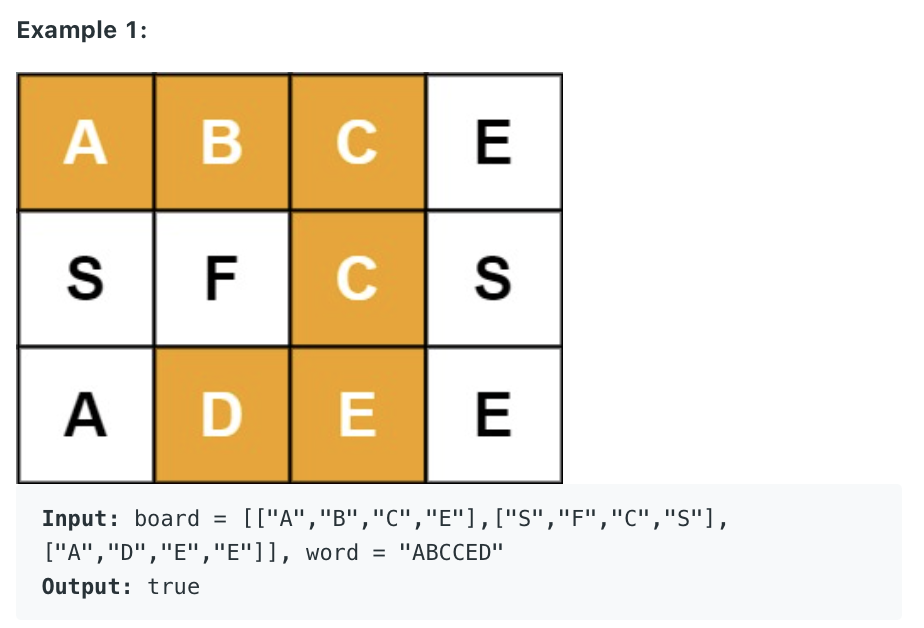 Example 1:
A B C E
S F C S
A D E E
Input: board = [["A","B","C","E"],["S","F","C","S"],
["A","D","E","E"]], word = "ABCCED"
Output: true